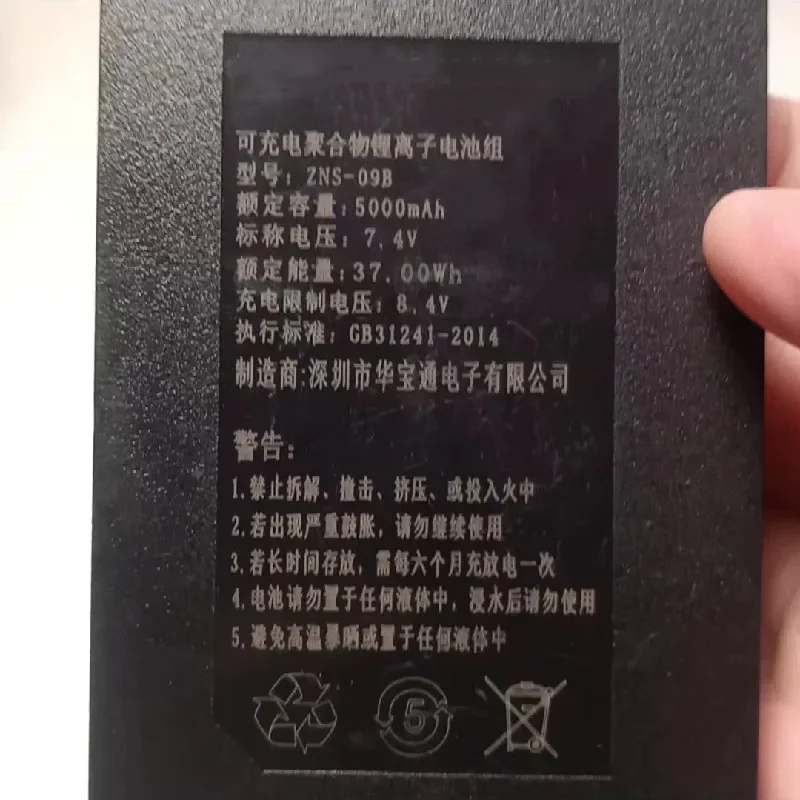 可充电聚合物锂离子电池组
型号：ZNS-09B
额定容量：5000mAh
标称电压：7.4V
额定能量：37.00Wh
充电限制电压：8.4V
执行标准：GB31241-2014
制造商:深圳市华宝通电子有限公司
警告：
1.禁止拆解、撞击、挤压、或投入火中
2.若出现严重鼓胀，请勿继续使用
3.若长时间存放，需每六个月充放电一次
4.电池请勿置于任何液体中，浸水后请勿使用
5.避免高温暴晒或置于任何液体中
5